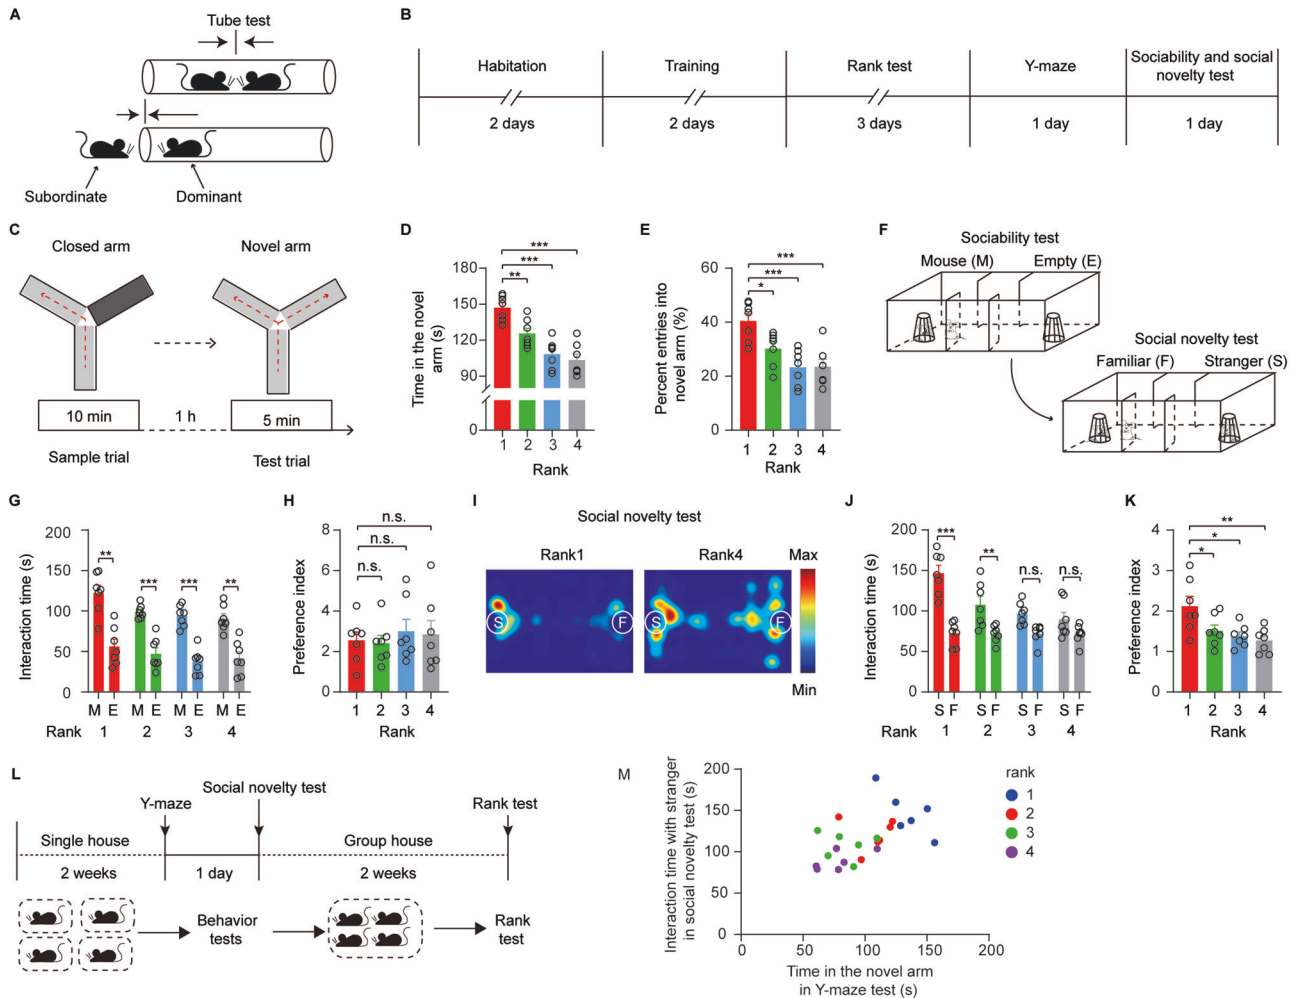 A
Tube test
Subordinate
Dominant
B
Habitation
Training
Rank test
Y-maze
Sociability and social
novelty test
2 days
2 days
3 days
1 day
1 day
C
Closed arm
Novel arm
10 min
1 h
5 min
Sample trial
Test trial
D
Time in the novel
arm (s)
180
150
120
90
0
***
***
**
1 2 3 4
Rank
E
Percent entries into
novel arm (%)
60
40
20
0
***
***
*
1 2 3 4
Rank
F
Sociability test
Mouse (M)
Empty (E)
Social novelty test
Familiar (F)
Stranger (S)
G
Interaction time (s)
200
150
100
50
0
**
***
***
**
M E M E M E M E
Rank 1 2 3 4
H
Preference index
8
6
4
2
0
n.s.
n.s.
n.s.
1 2 3 4
Rank
I
Social novelty test
Rank1
Rank4
S
F
S
F
Max
Min
J
Interaction time (s)
200
150
100
50
0
***
**
n.s.
n.s.
S F S F S F S F
Rank 1 2 3 4
K
Preference index
4
3
2
1
0
**
*
*
1 2 3 4
Rank
L
Social novelty test
Y-maze
Rank test
Single house
Group house
2 weeks
1 day
2 weeks
Behavior
tests
Rank
test
M
Interaction time with stranger
in social novelty test (s)
200
150
100
50
0
0 50 100 150 200
Time in the novel arm
in Y-maze test (s)
rank
1
2
3
4